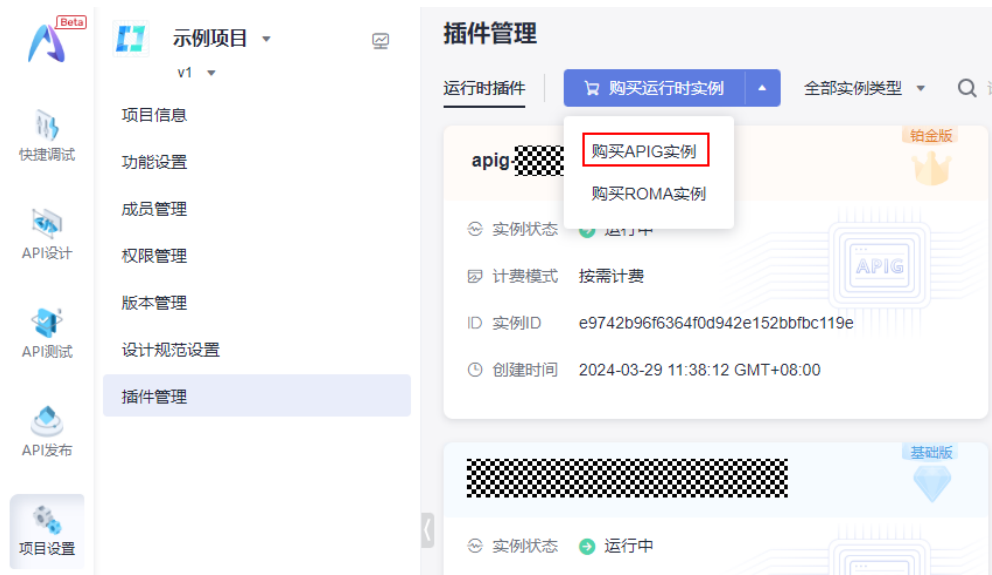 Beta
快捷调试
API设计
API测试
API发布
项目设置
示例项目
v1
项目信息
功能设置
成员管理
权限管理
版本管理
设计规范设置
插件管理
插件管理
运行时插件
购买运行时实例
全部实例类型
购买APIG实例
购买ROMA实例
apig-
铂金版
实例状态
运行中
计费模式 按需计费
APIG
ID 实例ID e9742b96f6364f0d942e152bbfbc119e
创建时间 2024-03-29 11:38:12 GMT+08:00
基础版
实例状态 运行中